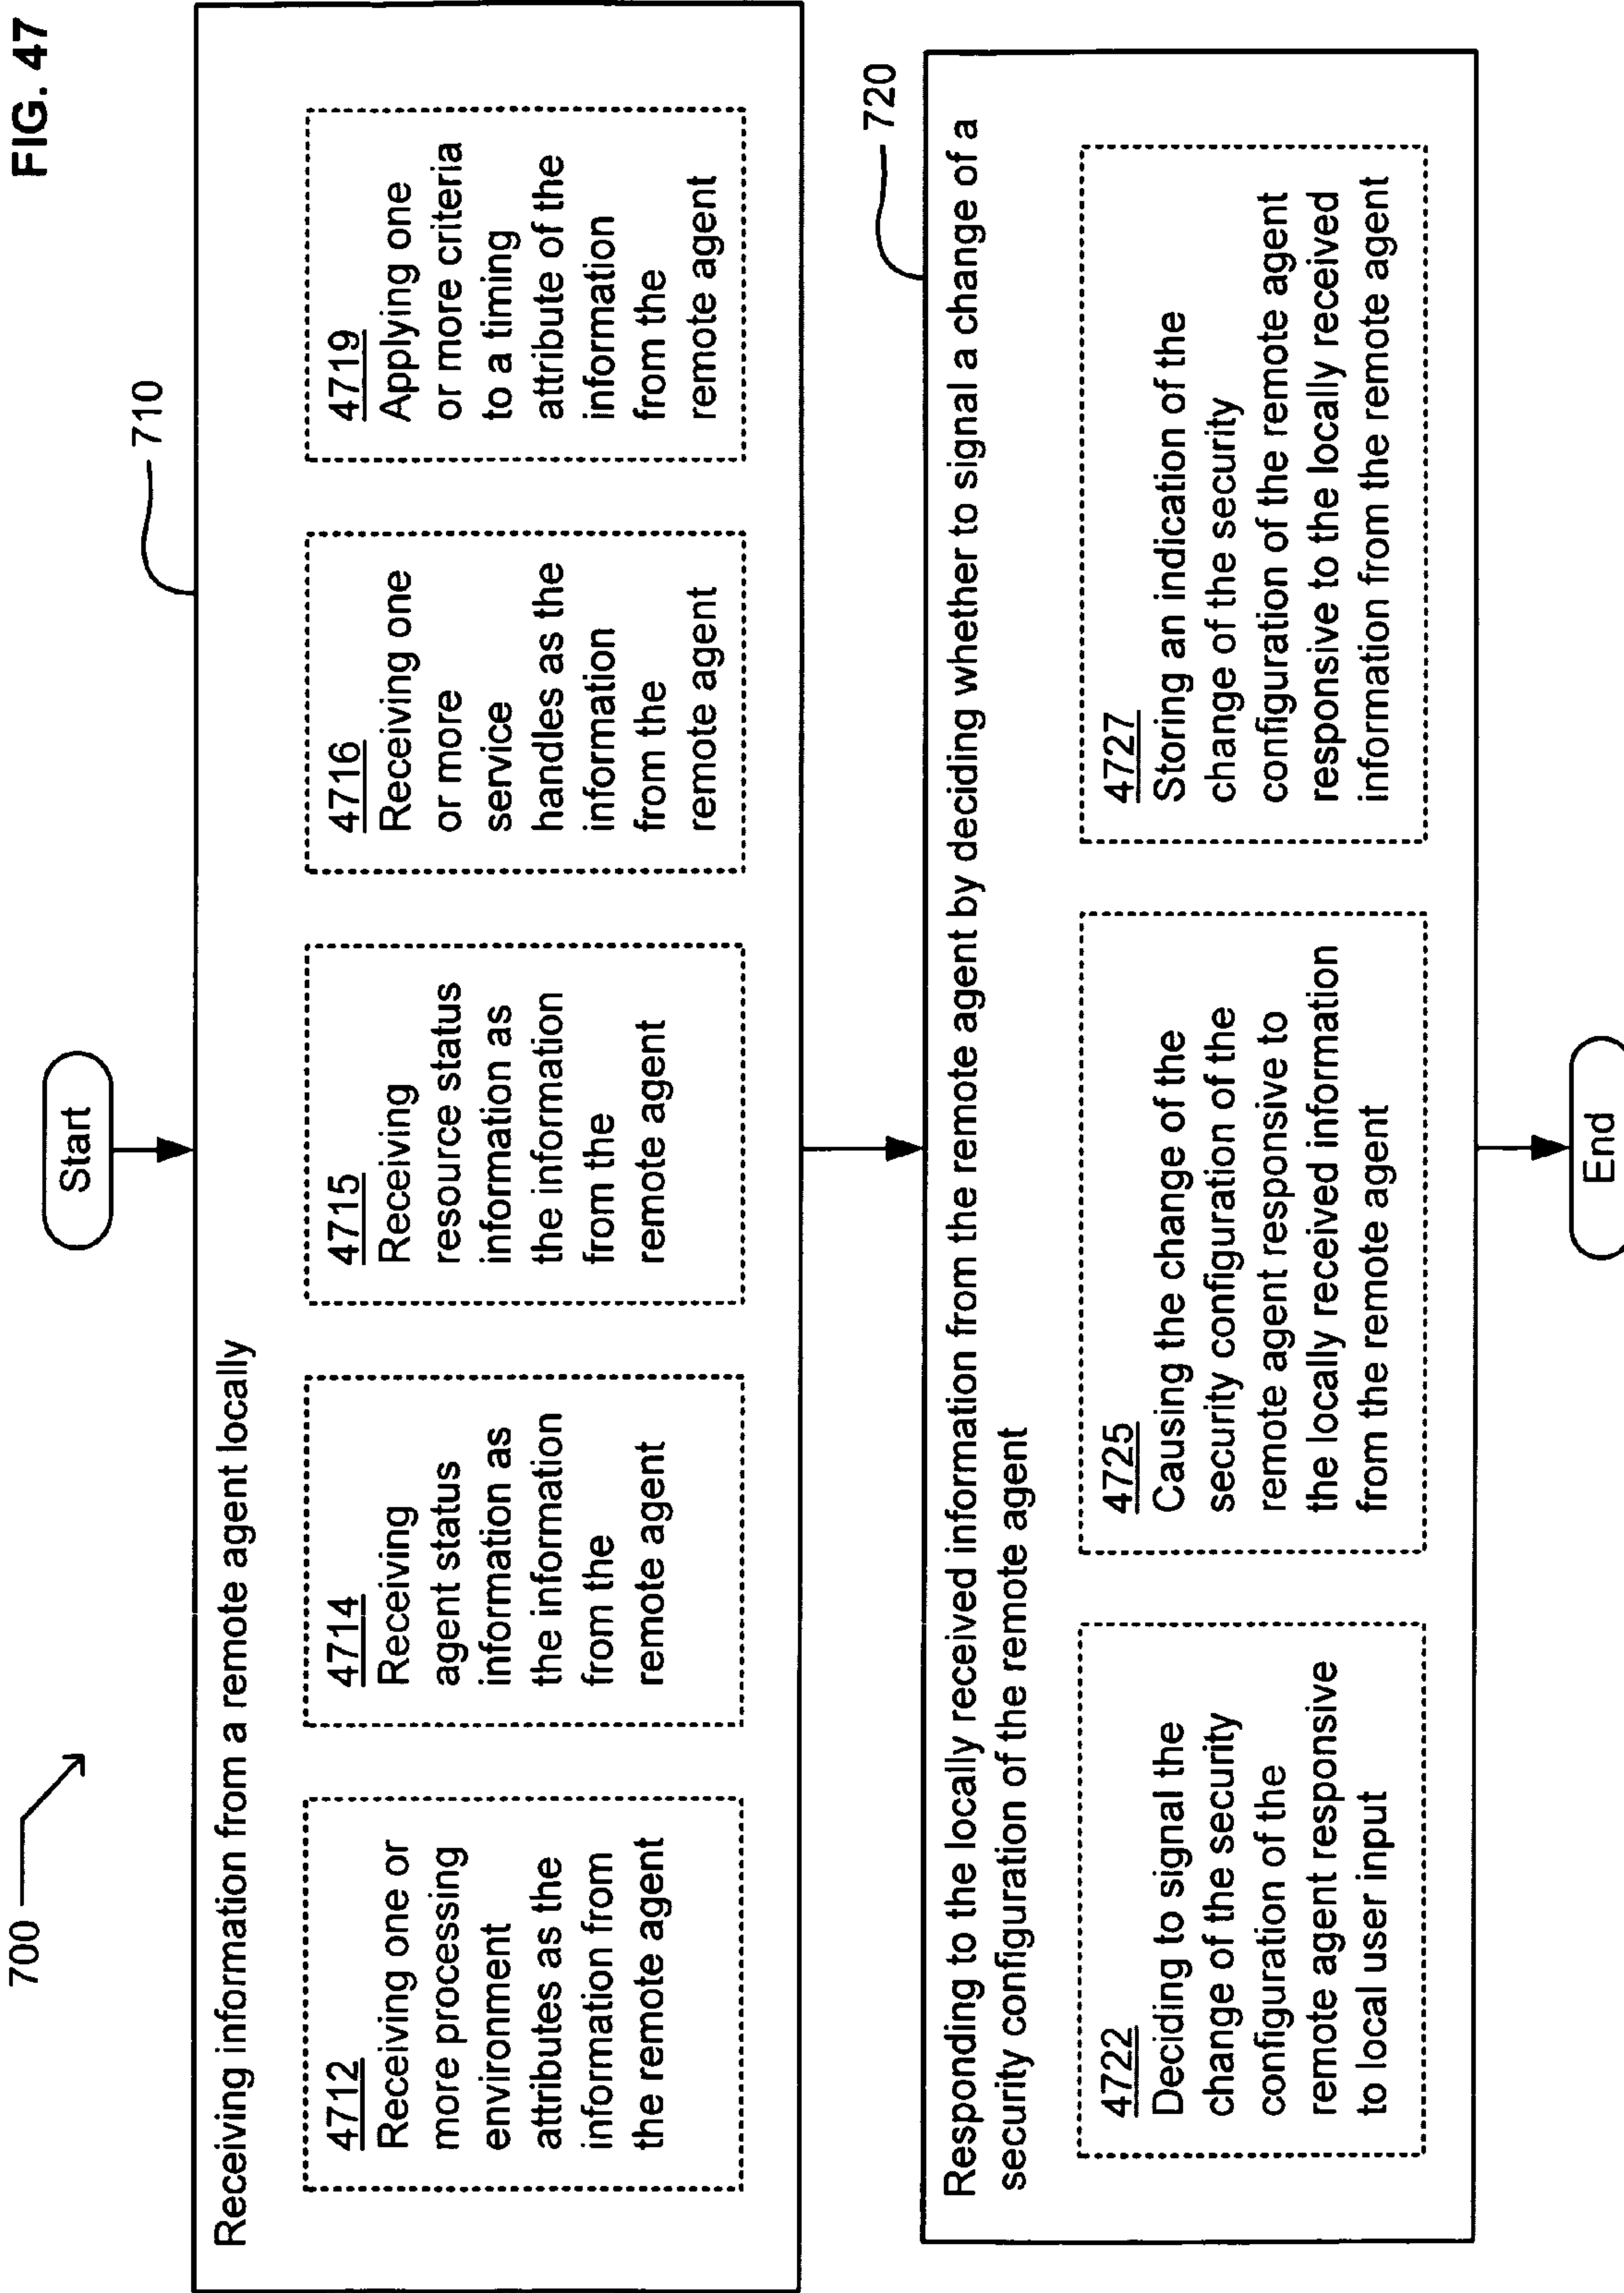 FIG. 47
700
Start
710
Receiving information from a remote agent locally
4712
Receiving one or
more processing
environment
attributes as the
information from
the remote agent
4714
Receiving
agent status
information as
the information
from the
remote agent
4715
Receiving
resource status
information as
the information
from the
remote agent
4716
Receiving one
or more
service
handles as the
information
from the
remote agent
4719
Applying one
or more criteria
to a timing
attribute of the
information
from the
remote agent
720
Responding to the locally received information from the remote agent by deciding whether to signal a change of a
security configuration of the remote agent
4722
Deciding to signal the
change of the security
configuration of the
remote agent responsive
to local user input
4725
Causing the change of the
security configuration of the
remote agent responsive to
the locally received information
from the remote agent
4727
Storing an indication of the
change of the security
configuration of the remote agent
responsive to the locally received
information from the remote agent
End